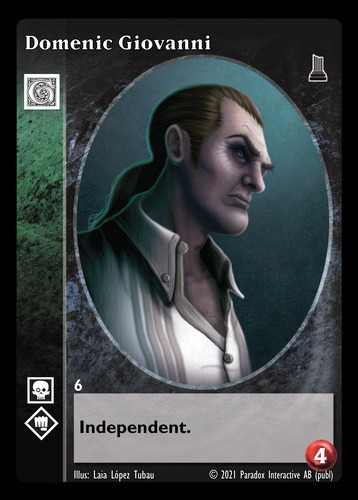 Domenic Giovanni
G
6
Independent.
4
Illus: Laia López Tubau © 2021 Paradox Interactive AB (publ)